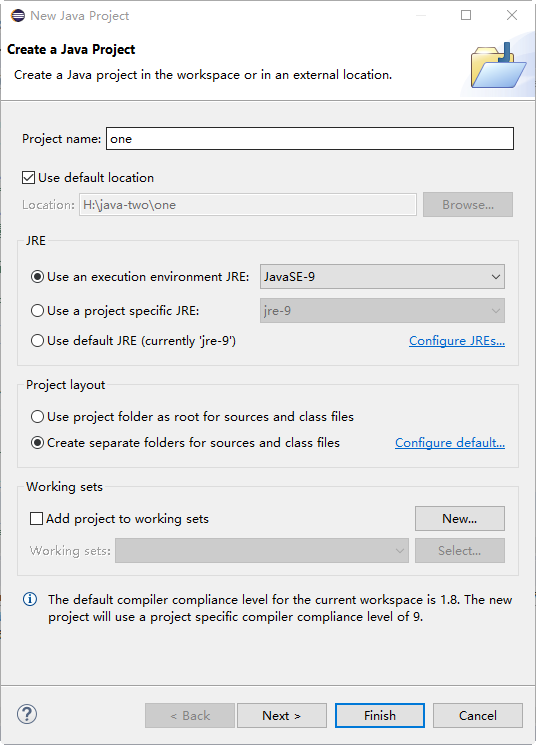 New Java Project
Create a Java Project
Create a Java project in the workspace or in an external location.
Project name: one
Use default location
Location: H:\java-two\one Browse...
JRE
Use an execution environment JRE: JavaSE-9
Use a project specific JRE: jre-9
Use default JRE (currently 'jre-9') Configure JREs...
Project layout
Use project folder as root for sources and class files
Create separate folders for sources and class files Configure default...
Working sets
Add project to working sets New...
Working sets: Select...
The default compiler compliance level for the current workspace is 1.8. The new
project will use a project specific compiler compliance level of 9.
? < Back Next > Finish Cancel